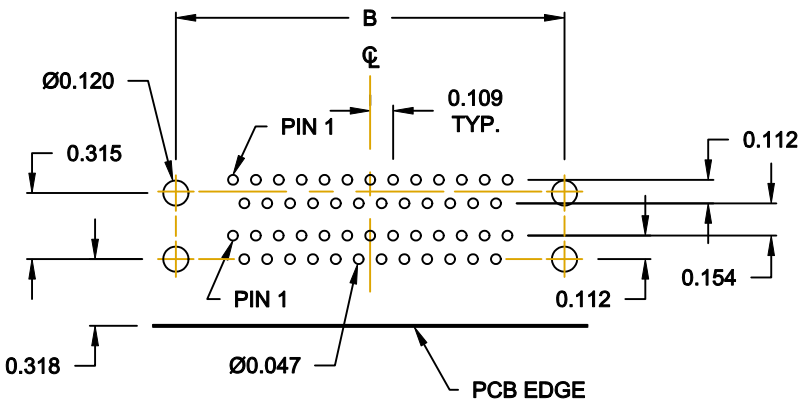 B
℄
Ø0.120
0.109
TYP.
PIN 1
0.112
0.315
0.154
PIN 1
0.112
0.318
Ø0.047
PCB EDGE